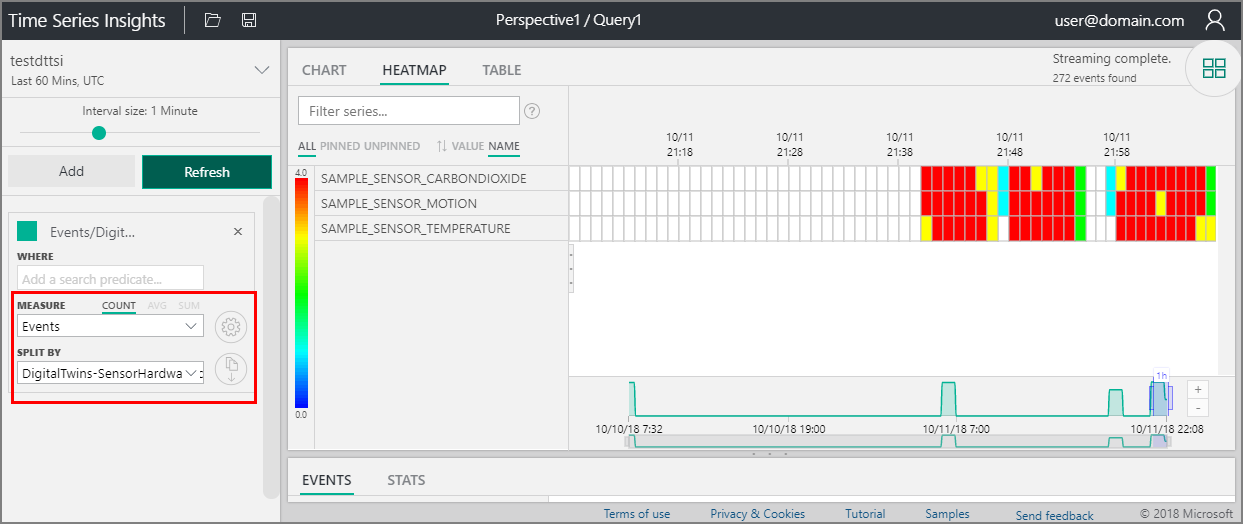 Time Series Insights
Perspective1 / Query1
user@domain.com
testdttsi
Last 60 Mins, UTC
Interval size: 1 Minute
Add
Refresh
Events/Digit...
×
WHERE
Add a search predicate...
MEASURE COUNT AVG SUM
Events
SPLIT BY
DigitalTwins-SensorHardwa
CHART HEATMAP TABLE
Streaming complete.
272 events found
Filter series...
?
ALL PINNED UNPINNED VALUE NAME
10/11 10/11 10/11 10/11 10/11
21:18 21:28 21:38 21:48 21:58
4.0
SAMPLE_SENSOR_CARBONDIOXIDE
SAMPLE_SENSOR_MOTION
SAMPLE_SENSOR_TEMPERATURE
0.0
1h
+
-
10/10/18 7:32 10/10/18 19:00 10/11/18 7:00 10/11/18 22:08
EVENTS STATS
Terms of use Privacy & Cookies Tutorial Samples Send feedback © 2018 Microsoft